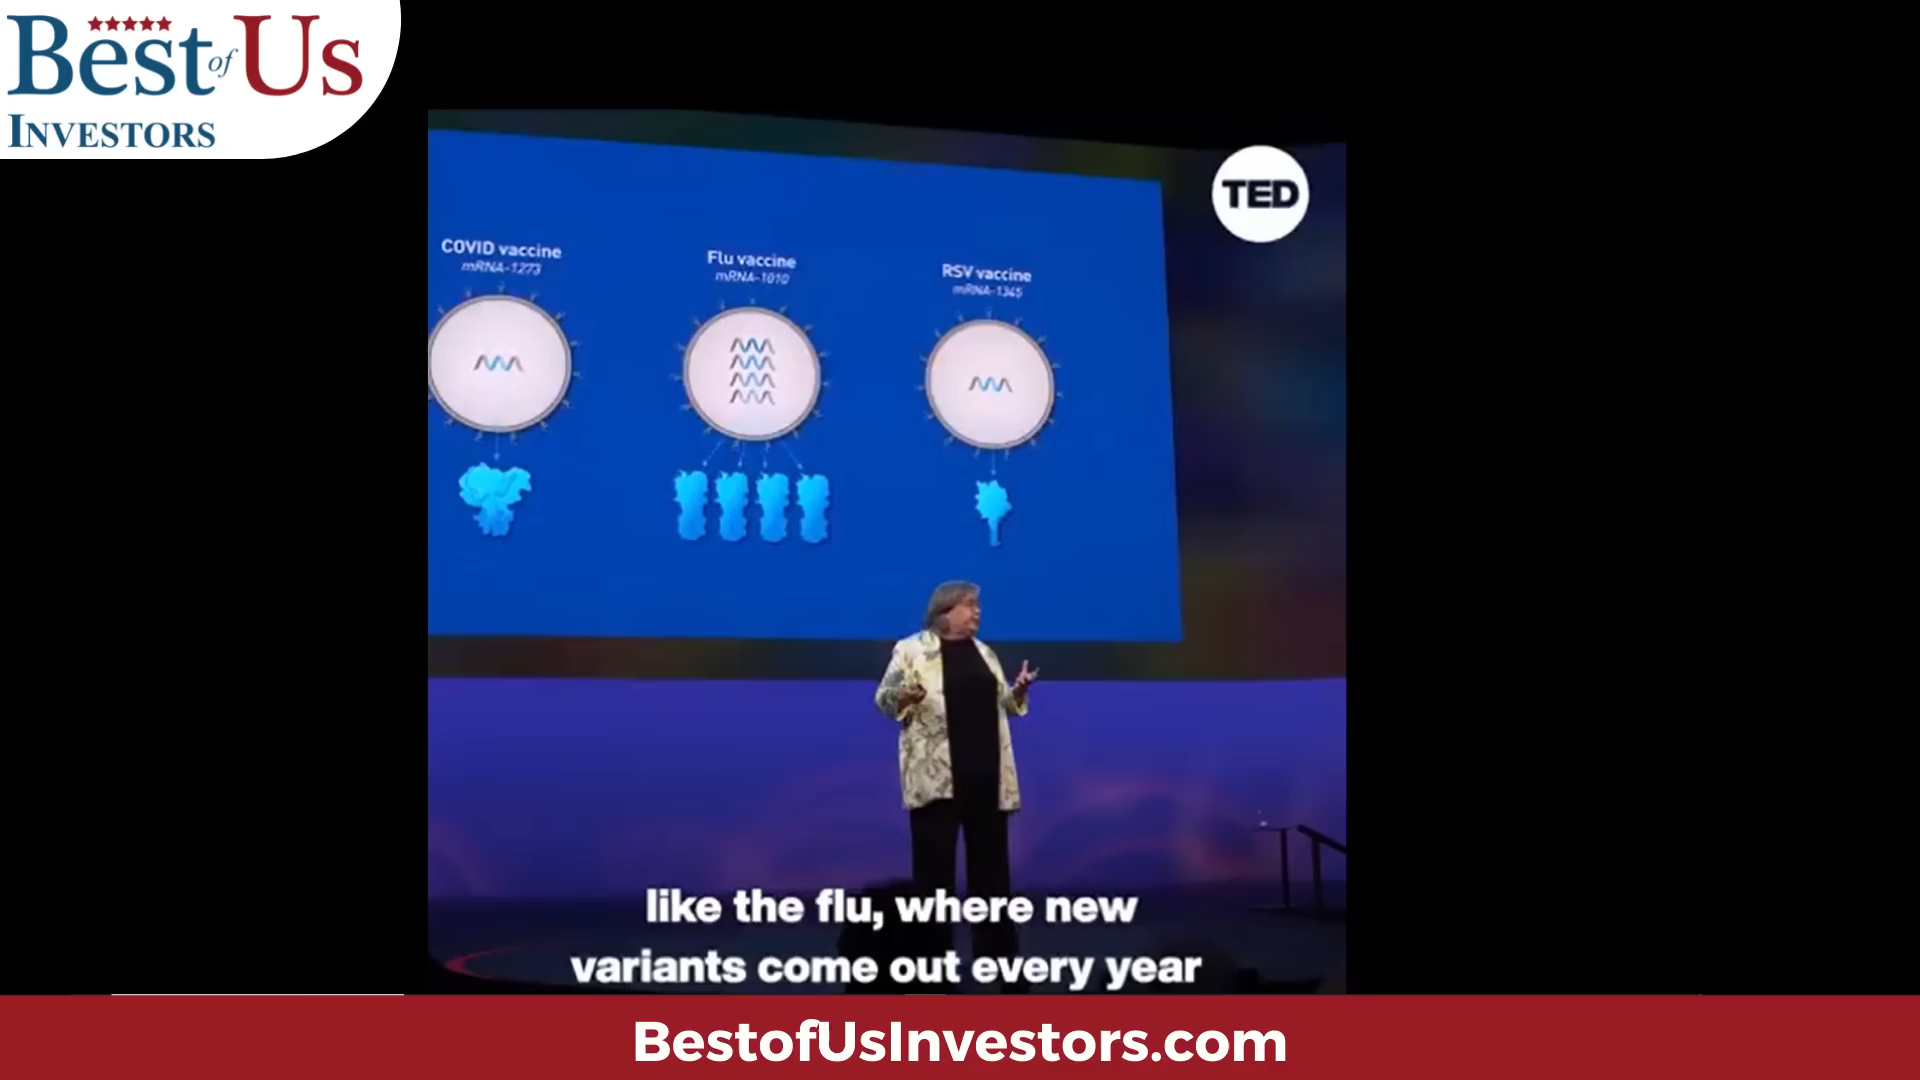 Best of Us
INVESTORS
TED
COVID vaccine
mRNA-1273
Flu vaccine
mRNA-1010
RSV vaccine
mRNA-1345
like the flu, where new
variants come out every year
BestofUsInvestors.com